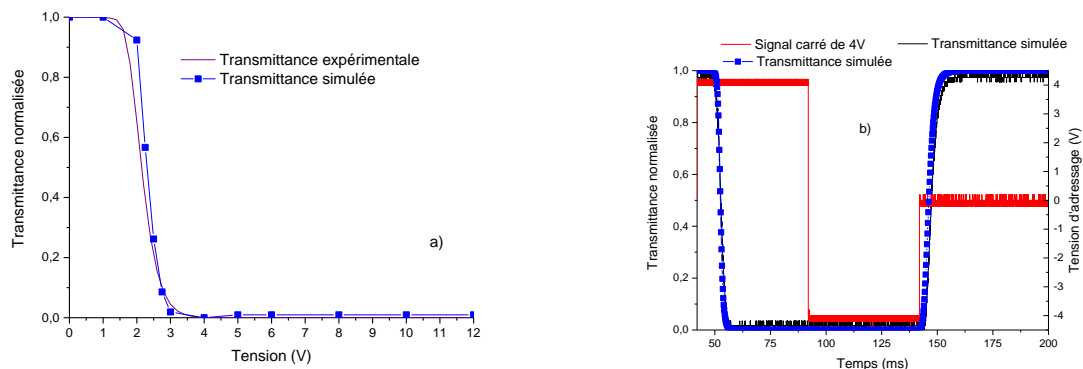 1,0
0,8
0,6
0,4
0,2
0,0
Transmittance normalisée
Transmittance expérimentale
Transmittance simulée
a)
0 1 2 3 4 5 6 7 8 9 10 11 12
Tension (V)
Signal carré de 4V
Transmittance simulée
Transmittance simulée
1,0
0,8
0,6
0,4
0,2
0,0
Transmittance normalisée
b)
4
3
2
1
0
-1
-2
-3
-4
Tension d'adressage (V)
50 75 100 125 150 175 200
Temps (ms)